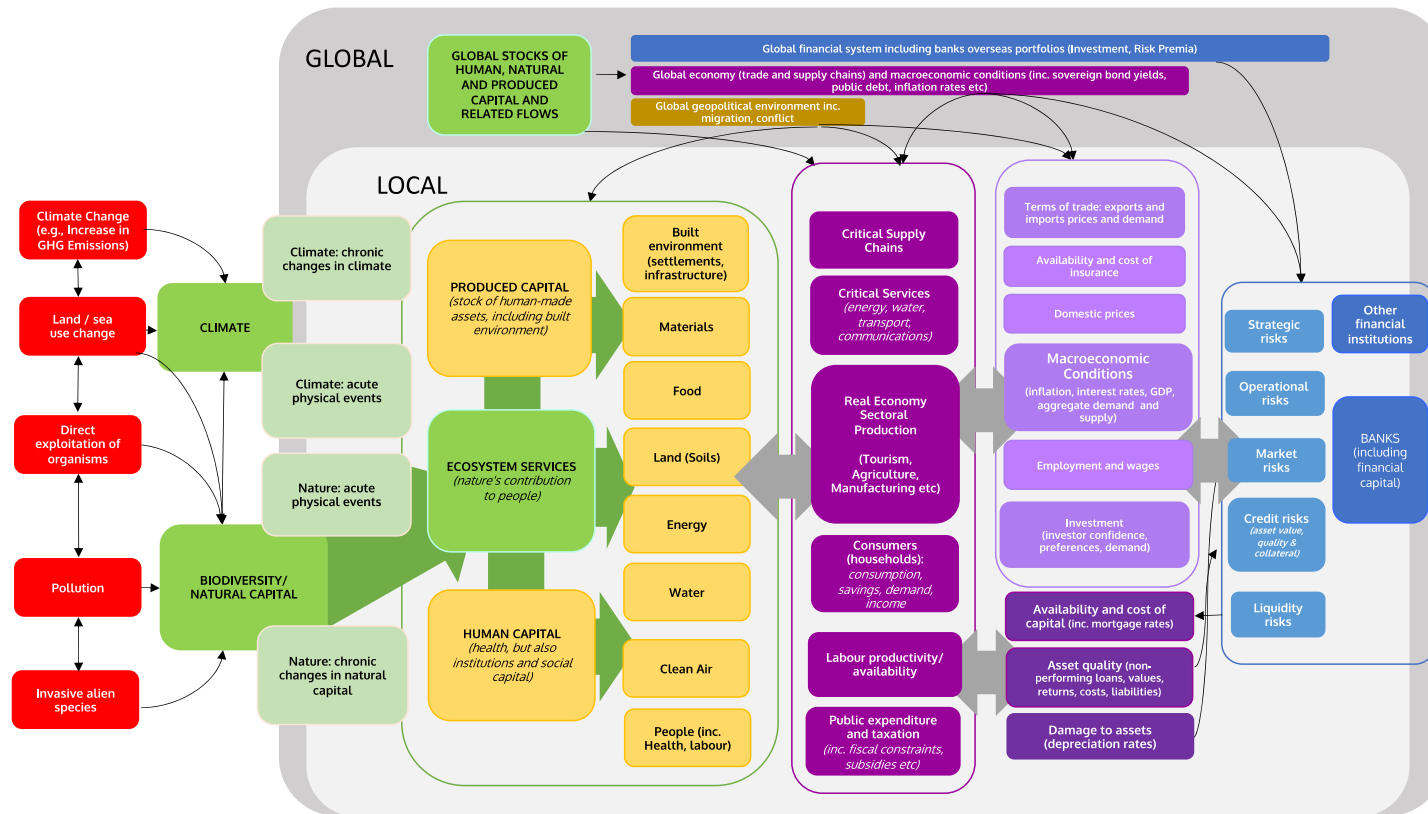 GLOBAL
GLOBAL STOCKS OF
HUMAN, NATURAL
AND PRODUCED
CAPITAL AND
RELATED FLOWS
Global financial system including banks overseas portfolios (Investment, Risk Premia)
Global economy (trade and supply chains) and macroeconomic conditions (inc. sovereign bond yields,
public debt, inflation rates etc)
Global geopolitical environment inc.
migration, conflict
LOCAL
Climate Change
(e.g., Increase in
GHG Emissions)
Land / sea
use change
Direct
exploitation of
organisms
Pollution
Invasive alien
species
CLIMATE
BIODIVERSITY/
NATURAL CAPITAL
Climate: chronic
changes in climate
Climate: acute
physical events
Nature: acute
physical events
Nature: chronic
changes in natural
capital
PRODUCED CAPITAL
(stock of human-made
assets, including built
environment)
ECOSYSTEM SERVICES
(nature's contribution
to people)
HUMAN CAPITAL
(health, but also
institutions and social
capital)
Built
environment
(settlements,
infrastructure)
Materials
Food
Land (Soils)
Energy
Water
Clean Air
People (inc.
Health, labour)
Critical Supply
Chains
Critical Services
(energy, water,
transport,
communications)
Real Economy
Sectoral
Production
(Tourism,
Agriculture,
Manufacturing etc)
Consumers
(households):
consumption,
savings, demand,
income
Labour productivity/
availability
Public expenditure
and taxation
(inc. fiscal constraints,
subsidies etc)
Terms of trade: exports and
imports prices and demand
Availability and cost of
insurance
Domestic prices
Macroeconomic
Conditions
(inflation, interest rates, GDP,
aggregate demand and
supply)
Employment and wages
Investment
(investor confidence,
preferences, demand)
Availability and cost of
capital (inc. mortgage rates)
Asset quality (non-
performing loans, values,
returns, costs, liabilities)
Damage to assets
(depreciation rates)
Strategic
risks
Operational
risks
Market
risks
Credit risks
(asset value,
quality &
collateral)
Liquidity
risks
Other
financial
institutions
BANKS
(including
financial
capital)